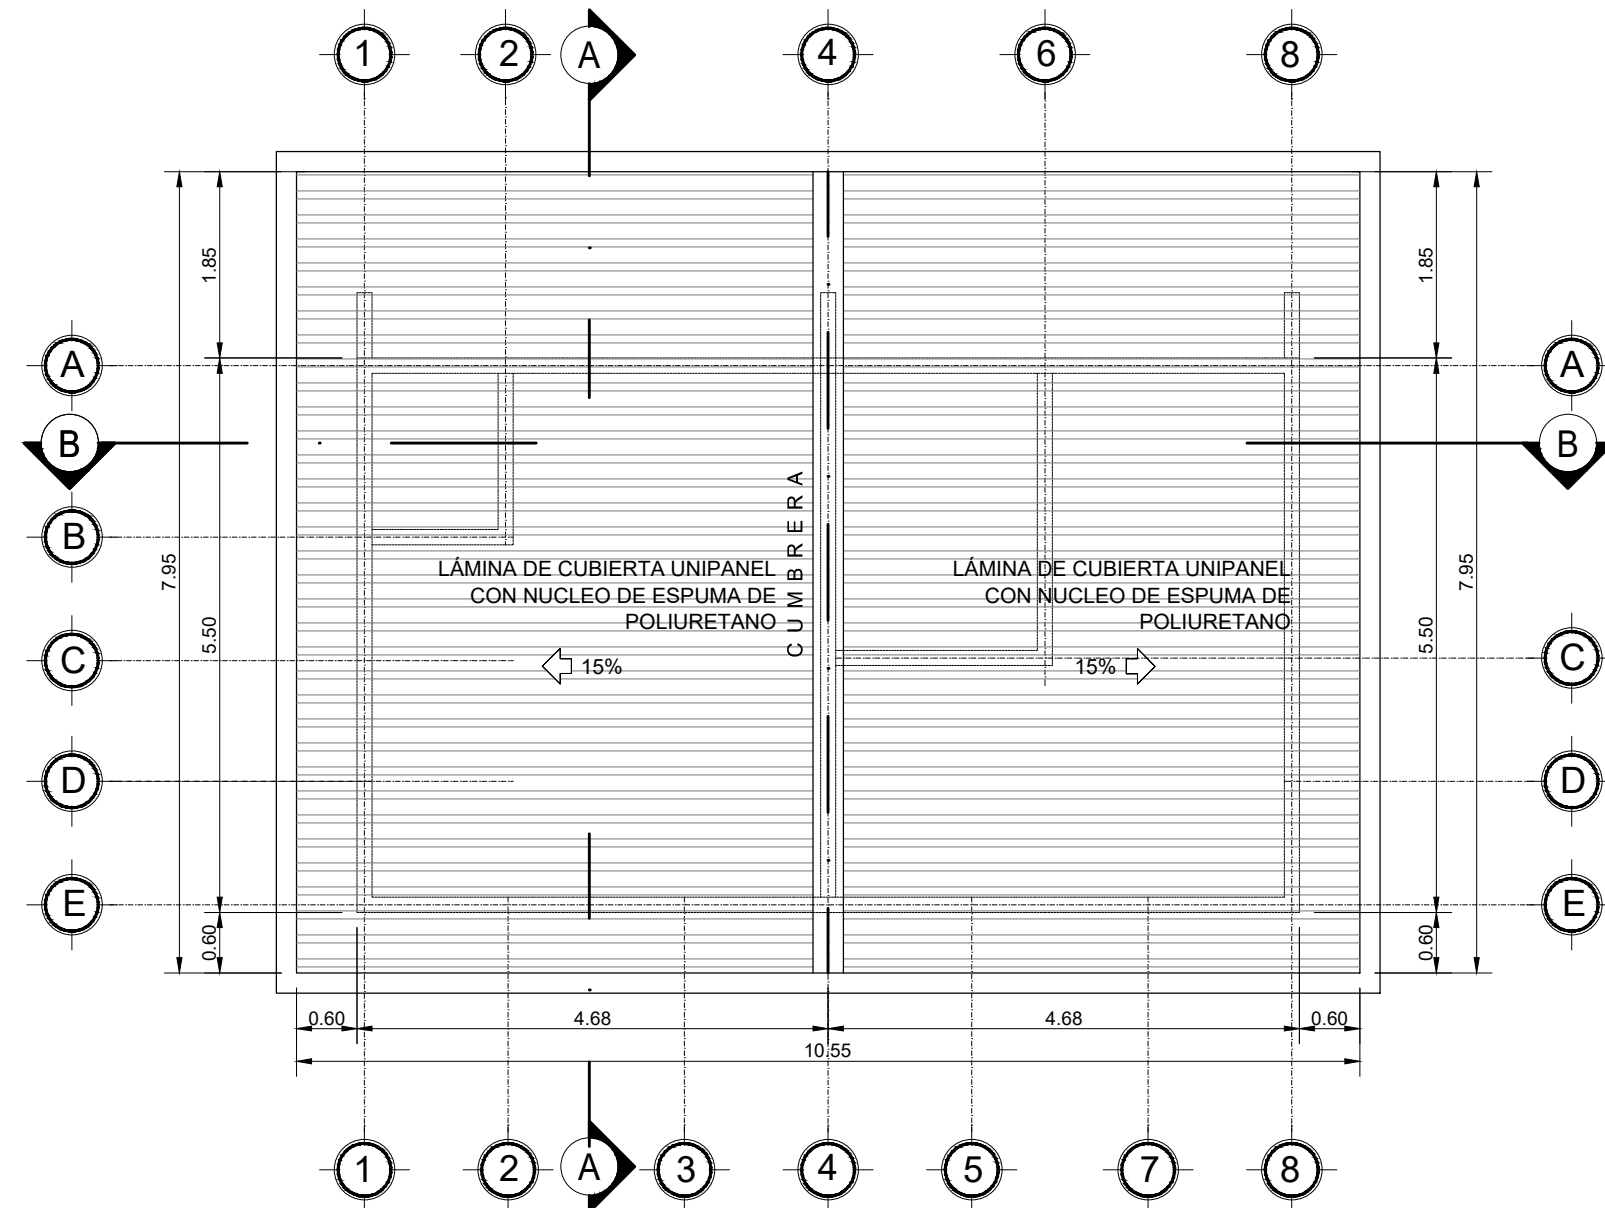 1 2 A 4 6 8
1.85 1.85
A A
B B
B
7.95 7.95
CUMBRERA
LÁMINA DE CUBIERTA UNIPANEL
CON NUCLEO DE ESPUMA DE
POLIURETANO
LÁMINA DE CUBIERTA UNIPANEL
CON NUCLEO DE ESPUMA DE
POLIURETANO
5.50 5.50
C C
15% 15%
D D
E E
0.60 0.60
0.60 4.68 4.68 0.60
10.55
1 2 A 3 4 5 7 8